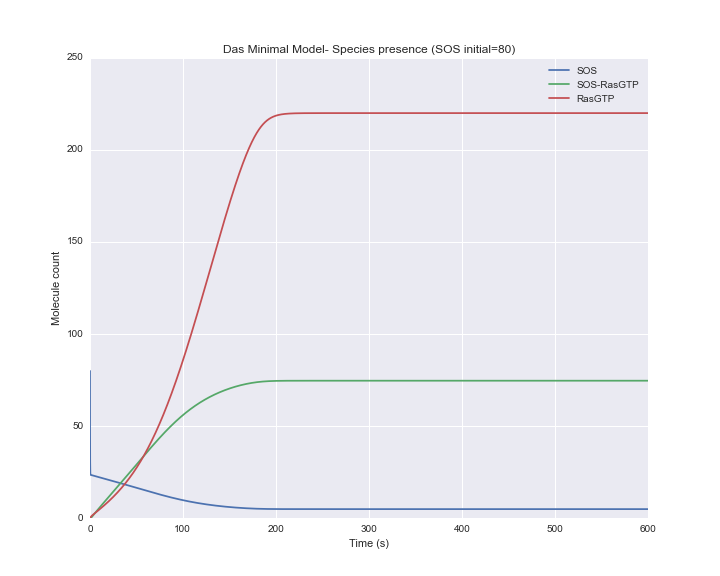 Das Minimal Model- Species presence (SOS initial=80)
250
200
150
100
50
0
Molecule count
SOS
SOS-RasGTP
RasGTP
0 100 200 300 400 500 600
Time (s)